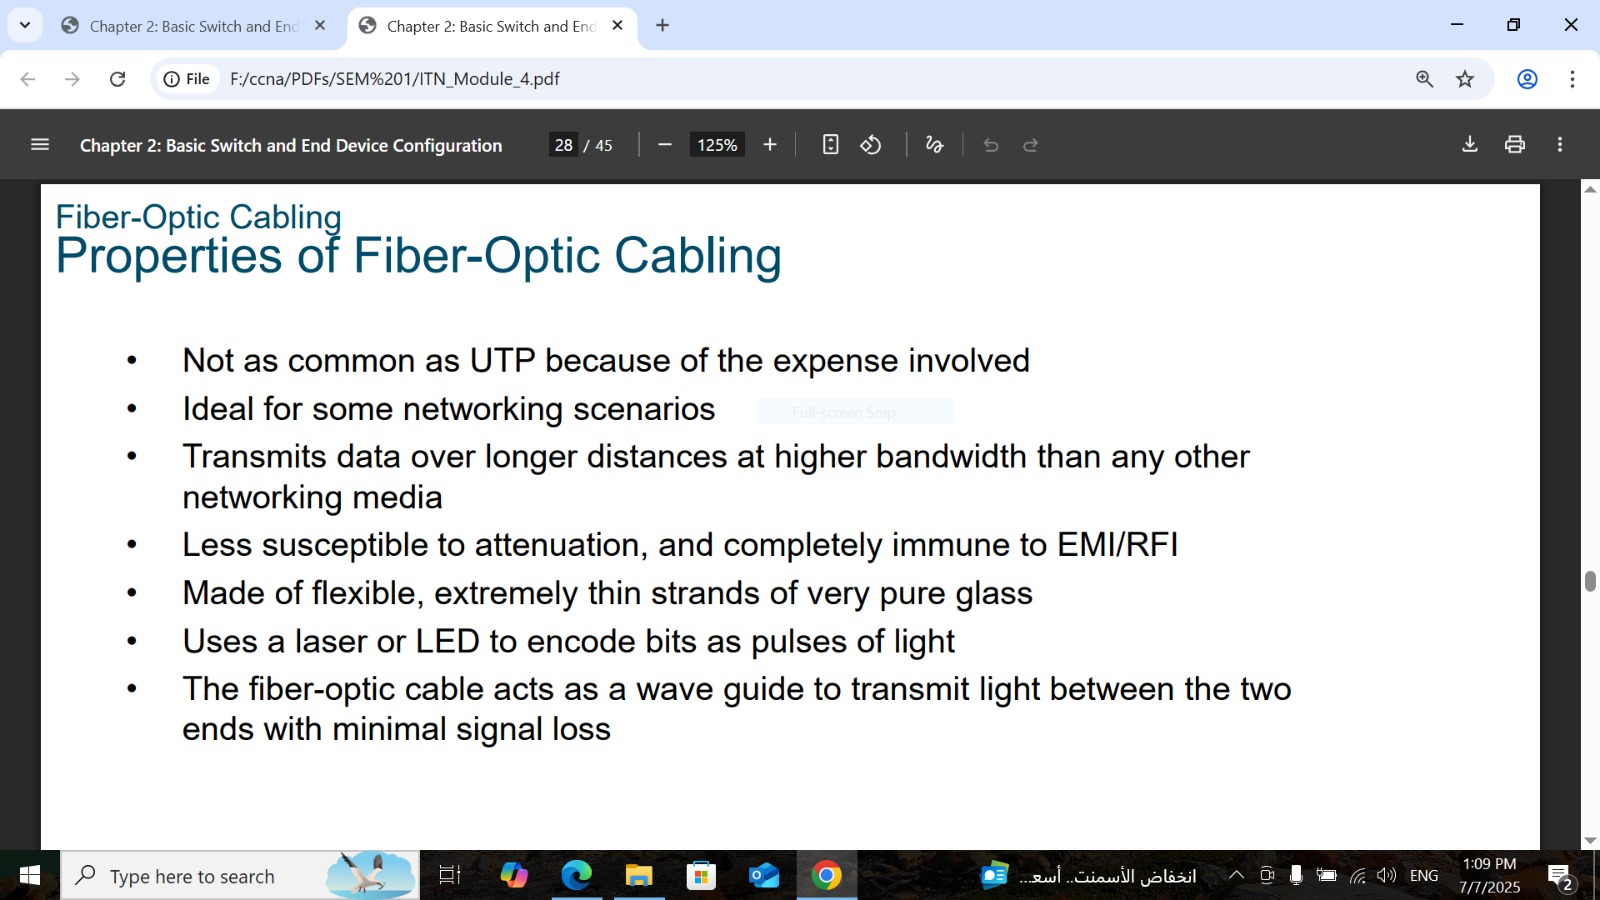 Chapter 2: Basic Switch and End
Chapter 2: Basic Switch and End
File
F:/ccna/PDFs/SEM%201/ITN_Module_4.pdf
Chapter 2: Basic Switch and End Device Configuration
28 / 45
125%
Fiber-Optic Cabling
Properties of Fiber-Optic Cabling
• Not as common as UTP because of the expense involved
• Ideal for some networking scenarios
Full-screen Snip
• Transmits data over longer distances at higher bandwidth than any other
networking media
• Less susceptible to attenuation, and completely immune to EMI/RFI
• Made of flexible, extremely thin strands of very pure glass
• Uses a laser or LED to encode bits as pulses of light
• The fiber-optic cable acts as a wave guide to transmit light between the two
ends with minimal signal loss
Type here to search
انخفاض الأسمنت.. أسعـ...
ENG
1:09 PM
7/7/2025
2